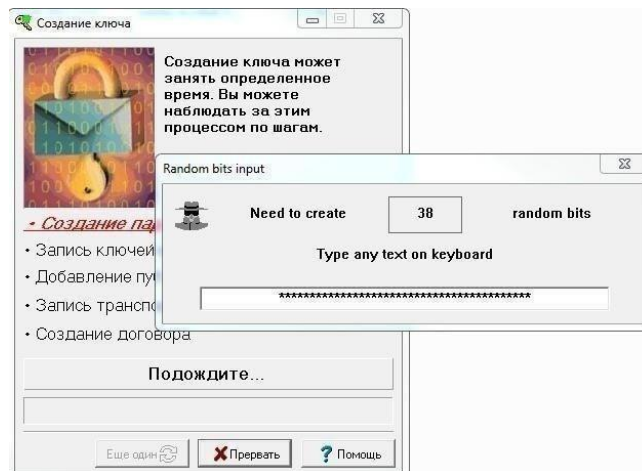 Создание ключа
Создание ключа может
занять определенное
время. Вы можете
наблюдать за этим
процессом по шагам.
Random bits input
Need to create 38 random bits
Type any text on keyboard
*****************************************
• Создание
• Запись ключей
• Добавление
• Запись
• Создание договора
Подождите...
Еще один
Прервать
? Помощь